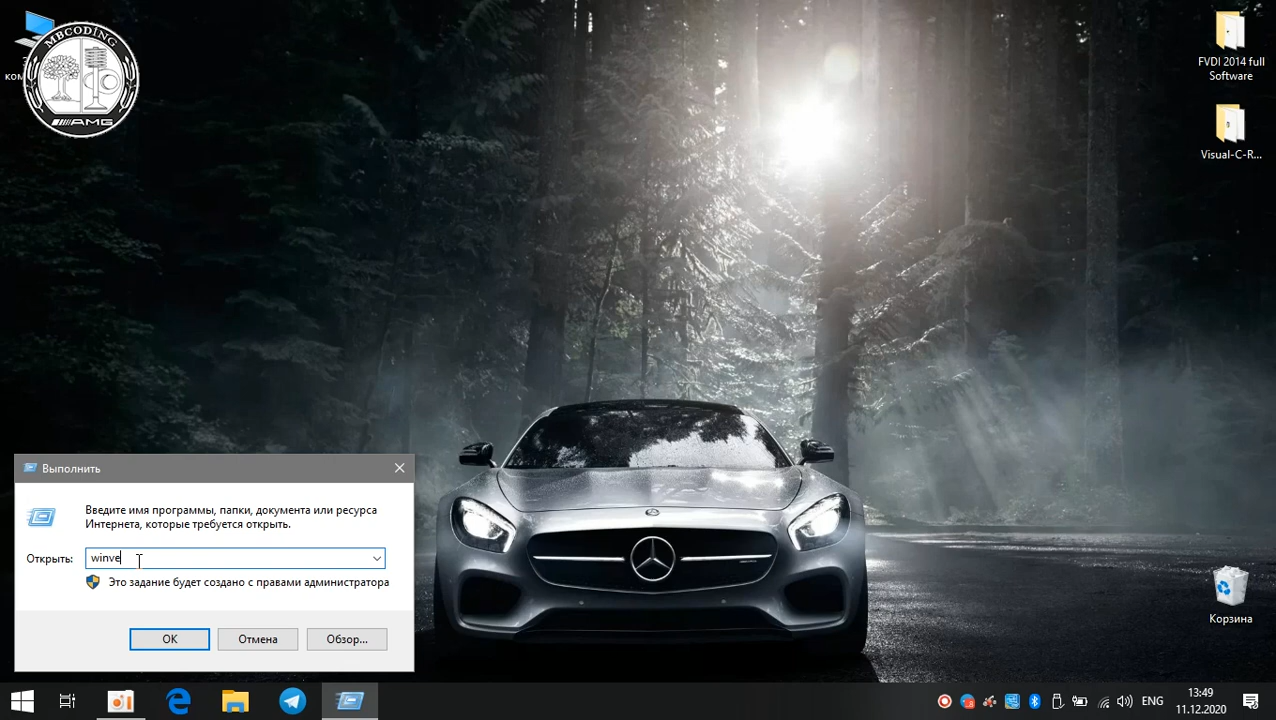 MBCODING
AMG
ком
FVDI 2014 full
Software
Visual-C-R...
Выполнить
Введите имя программы, папки, документа или ресурса
Интернета, которые требуется открыть.
Открыть:
winve
Это задание будет создано с правами администратора
OK
Отмена
Обзор...
Корзина
ENG
13:49
11.12.2020